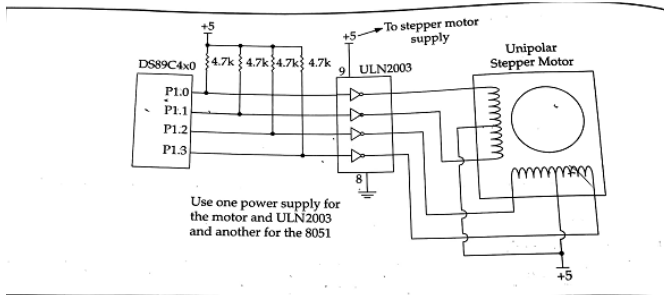 +5
+5
To stepper motor
supply
DS89C4x0
4.7k
4.7k
4.7k
4.7k
9
ULN2003
Unipolar
Stepper Motor
P1.0
P1.1
P1.2
P1.3
8
Use one power supply for
the motor and ULN2003
and another for the 8051
+5